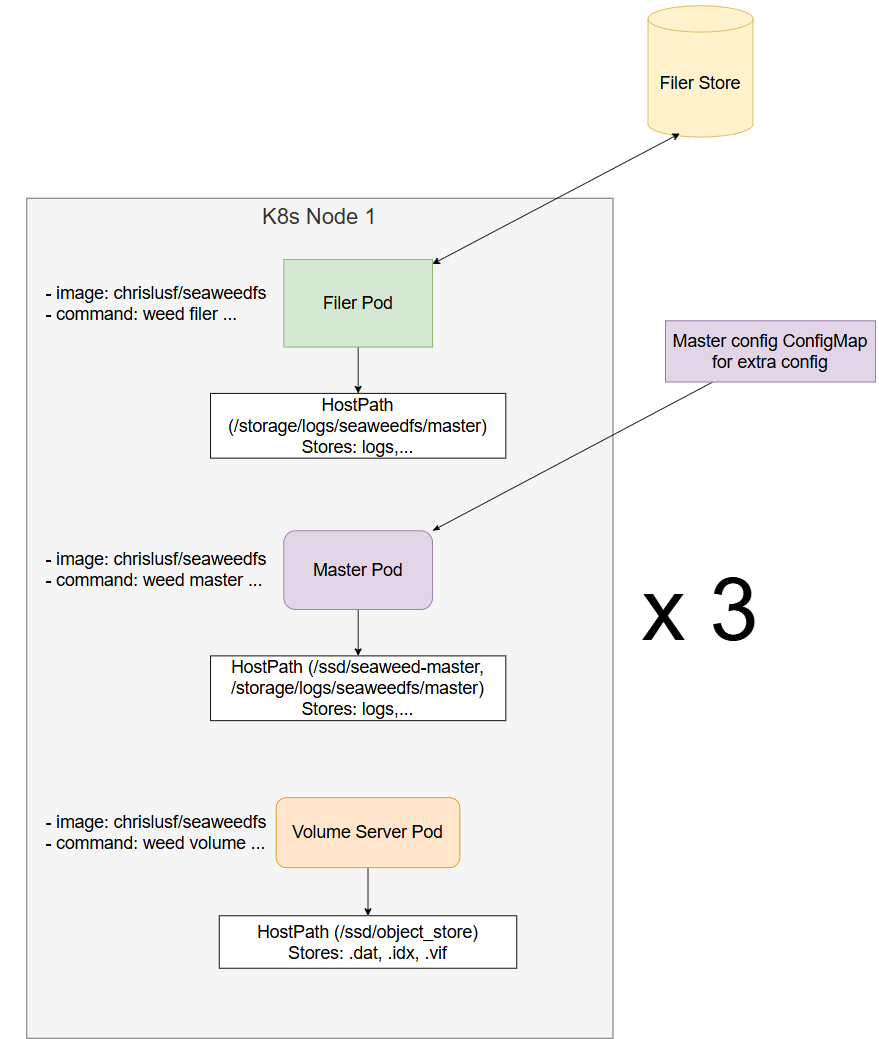 Filer Store
K8s Node 1
- image: chrislusf/seaweedfs
- command: weed filer ...
Filer Pod
Master config ConfigMap
for extra config
HostPath
(/storage/logs/seaweedfs/master)
Stores: logs,...
- image: chrislusf/seaweedfs
- command: weed master ...
Master Pod
x 3
HostPath (/ssd/seaweed-master,
/storage/logs/seaweedfs/master)
Stores: logs,...
- image: chrislusf/seaweedfs
- command: weed volume ...
Volume Server Pod
HostPath (/ssd/object_store)
Stores: .dat, .idx, .vif